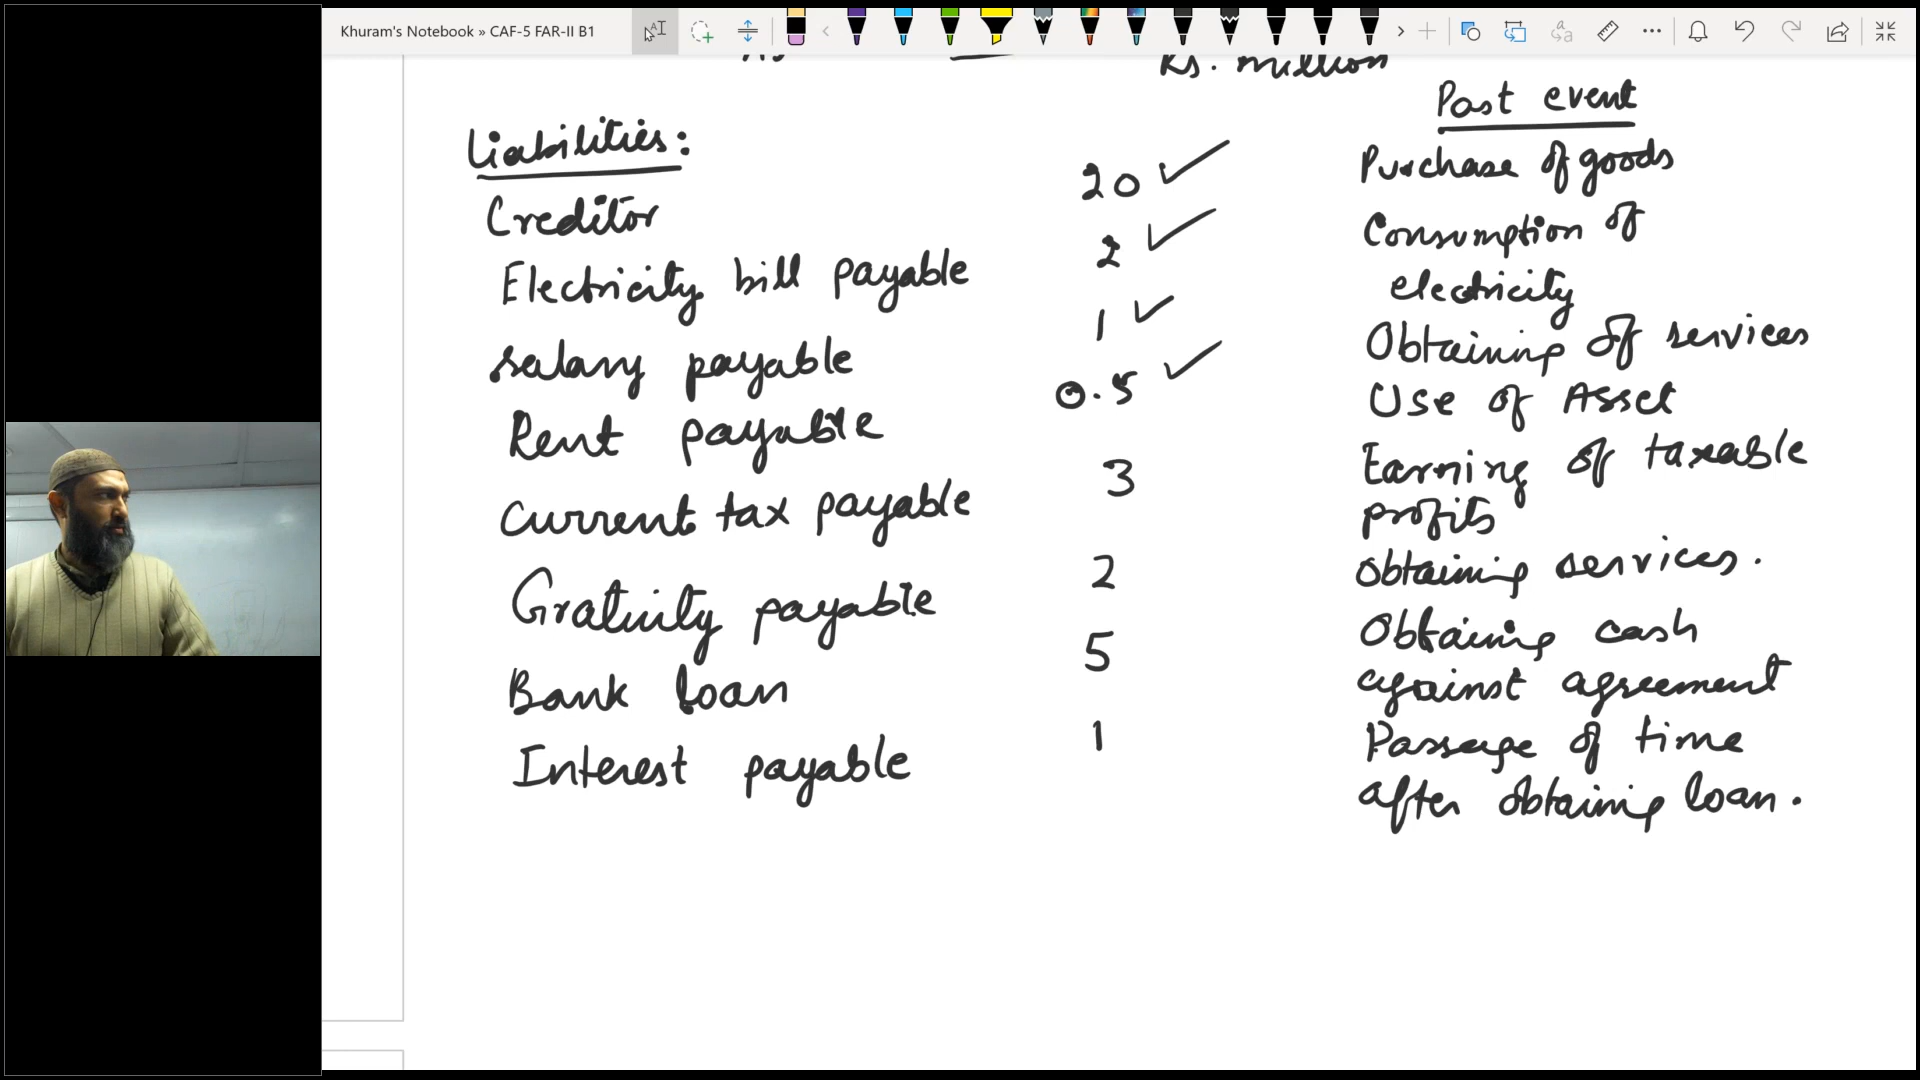 Khuram's Notebook » CAF-5 FAR-II B1
Rs. million
Past event
Liabilities:
Creditor 20 Purchase of goods
Electricity bill payable 2 Consumption of
electricity
Salary payable 1 Obtaining of services
Rent payable 0.5 Use of Asset
Current tax payable 3 Earning of taxable
profits
Gratuity payable 2 Obtaining services.
Bank loan 5 Obtaining cash
against agreement
Interest payable 1 Passage of time
after obtaining loan.